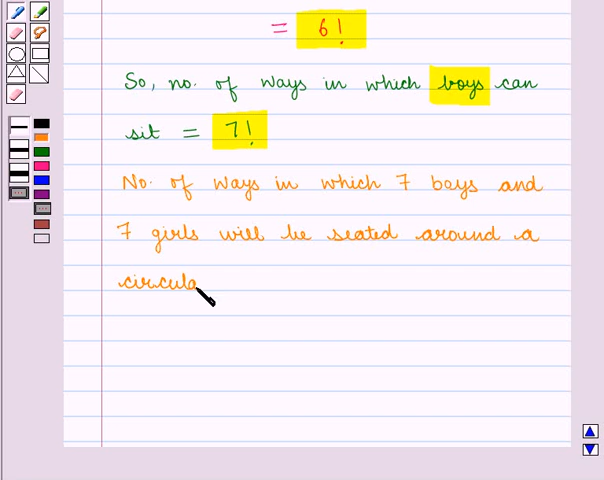 = 6!
So, no. of ways in which boys can
sit = 7!
No. of ways in which 7 boys and
7 girls will be seated around a
circula